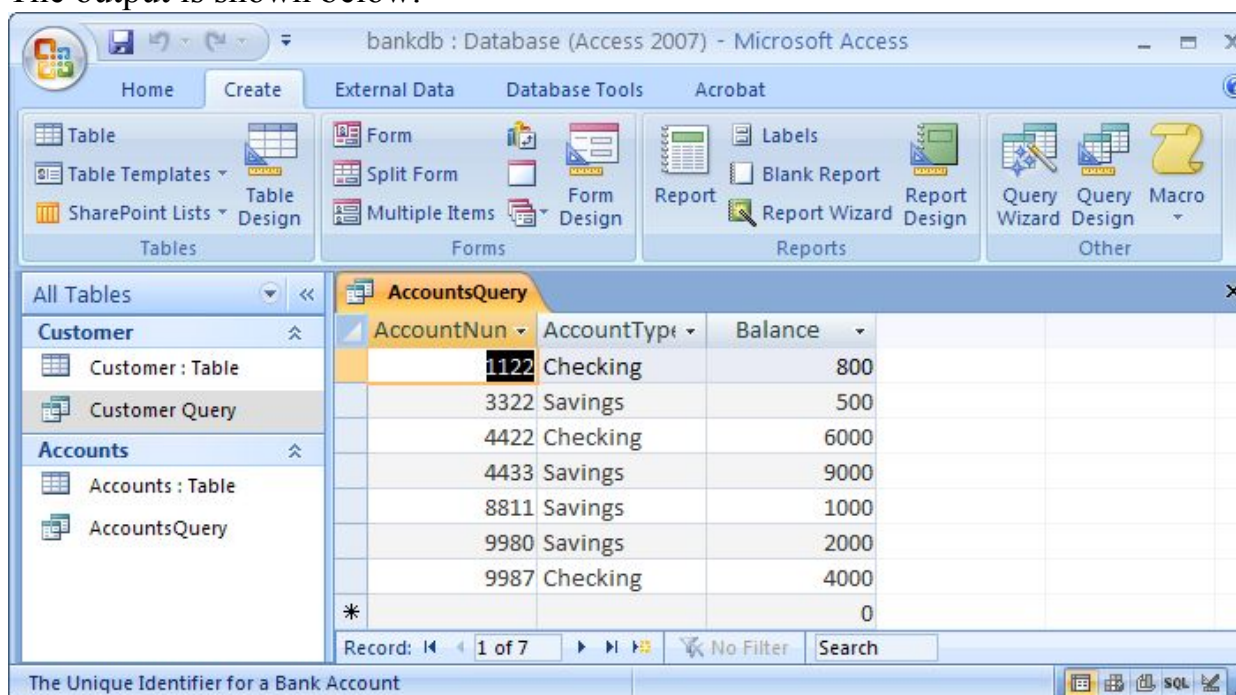 The output is shown below:
bankdb : Database (Access 2007) - Microsoft Access
Home Create External Data Database Tools Acrobat
Table
Table Templates
SharePoint Lists
Table Design
Tables
Form
Split Form
Multiple Items
Form Design
Forms
Report
Labels
Blank Report
Report Wizard
Report Design
Reports
Query Wizard
Query Design
Macro
Other
All Tables
Customer
Customer : Table
Customer Query
Accounts
Accounts : Table
AccountsQuery
AccountsQuery
AccountNun AccountType Balance
1122 Checking 800
3322 Savings 500
4422 Checking 6000
4433 Savings 9000
8811 Savings 1000
9980 Savings 2000
9987 Checking 4000
* 0
Record: 1 of 7 No Filter Search
The Unique Identifier for a Bank Account
SQL